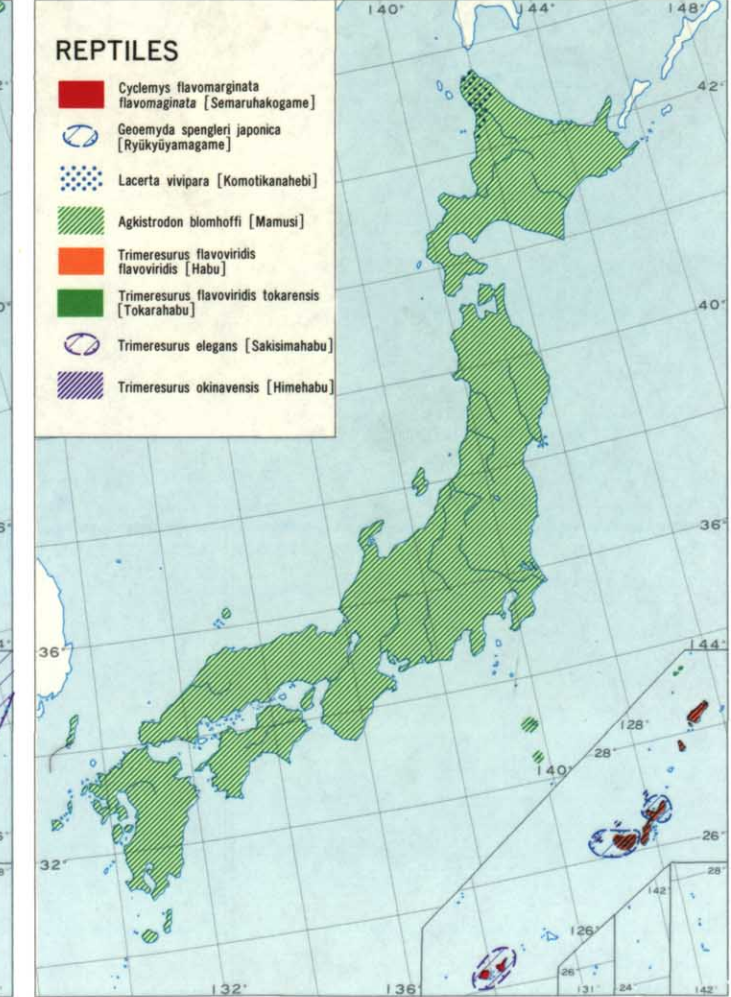 140°
144°
148°
REPTILES
Cyclemys flavomarginata
flavomaginata [Semaruhakogame]
Geoemyda spengleri japonica
[Ryūkyūyamagame]
Lacerta vivipara [Komotikanahebi]
Agkistrodon blomhoffi [Mamusi]
Trimeresurus flavoviridis
flavoviridis [Habu]
Trimeresurus flavoviridis tokarensis
[Tokarahabu]
Trimeresurus elegans [Sakisimahabu]
Trimeresurus okinavensis [Himehabu]
42°
40°
36°
36°
144°
128°
28°
140°
26°
32°
28°
142°
126°
26°
132°
136°
131°
24°
142°